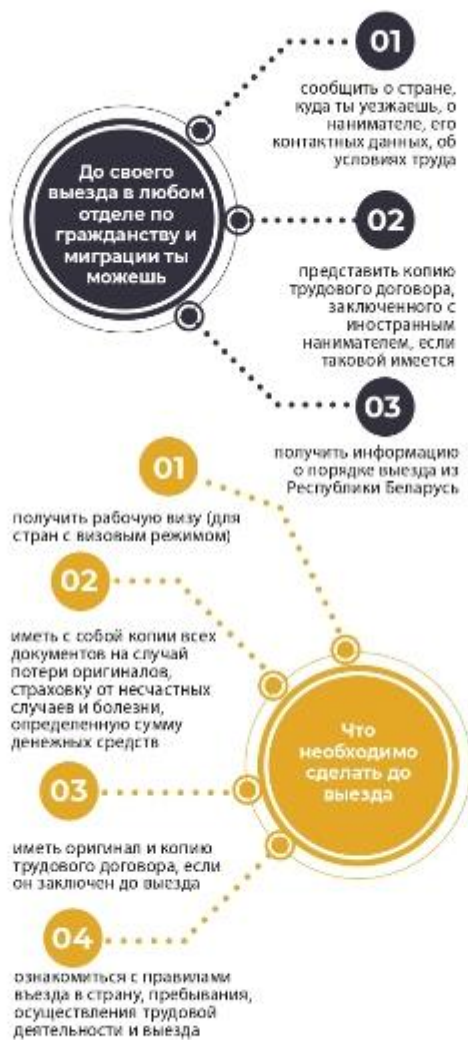 До своего
выезда в любом
отделе по
гражданству и
миграции ты
можешь
01
сообщить о стране,
куда ты уезжаешь, о
нанимателе, его
контактных данных, об
условиях труда
02
представить копию
трудового договора,
заключенного с
иностранным
нанимателем, если
таковой имеется
03
получить информацию
о порядке выезда из
Республики Беларусь
Что
необходимо
сделать до
выезда
01
получить рабочую визу (для
стран с визовым режимом)
02
иметь с собой копии всех
документов на случай
потери оригиналов,
страховку от несчастных
случаев и болезни,
определенную сумму
денежных средств
03
иметь оригинал и копию
трудового договора, если
он заключен до выезда
04
ознакомиться с правилами
въезда в страну, пребывания,
осуществления трудовой
деятельности и выезда